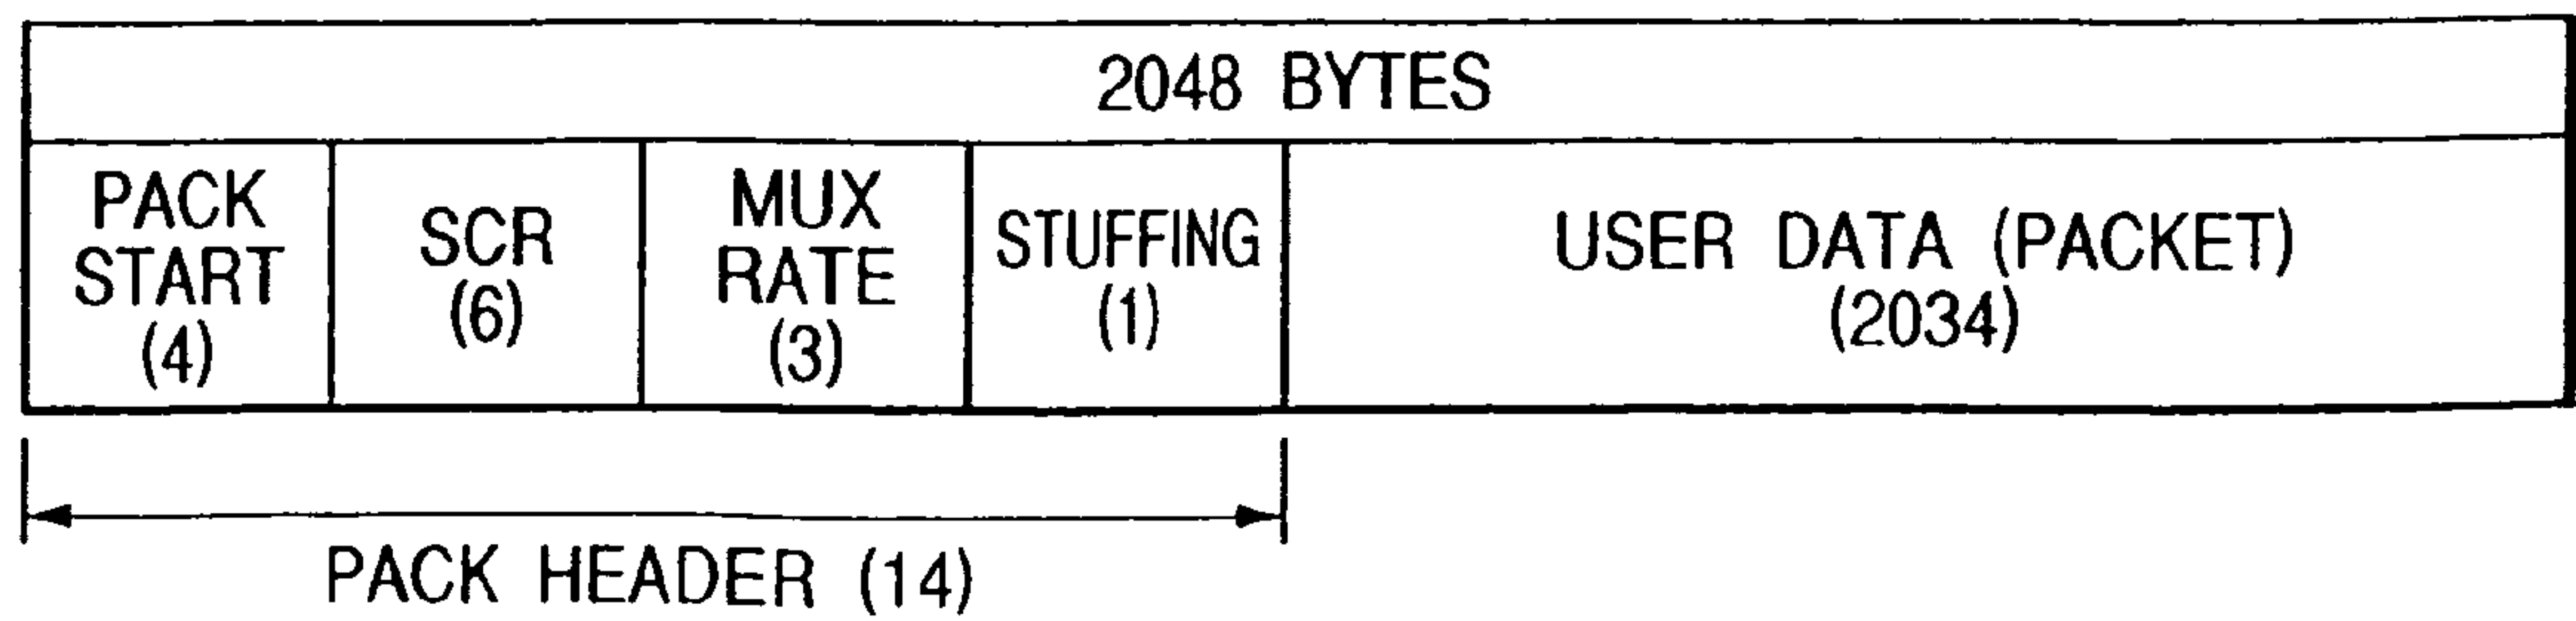 2048 BYTES
PACK
START
(4)
SCR
(6)
MUX
RATE
(3)
STUFFING
(1)
USER DATA (PACKET)
(2034)
PACK HEADER (14)